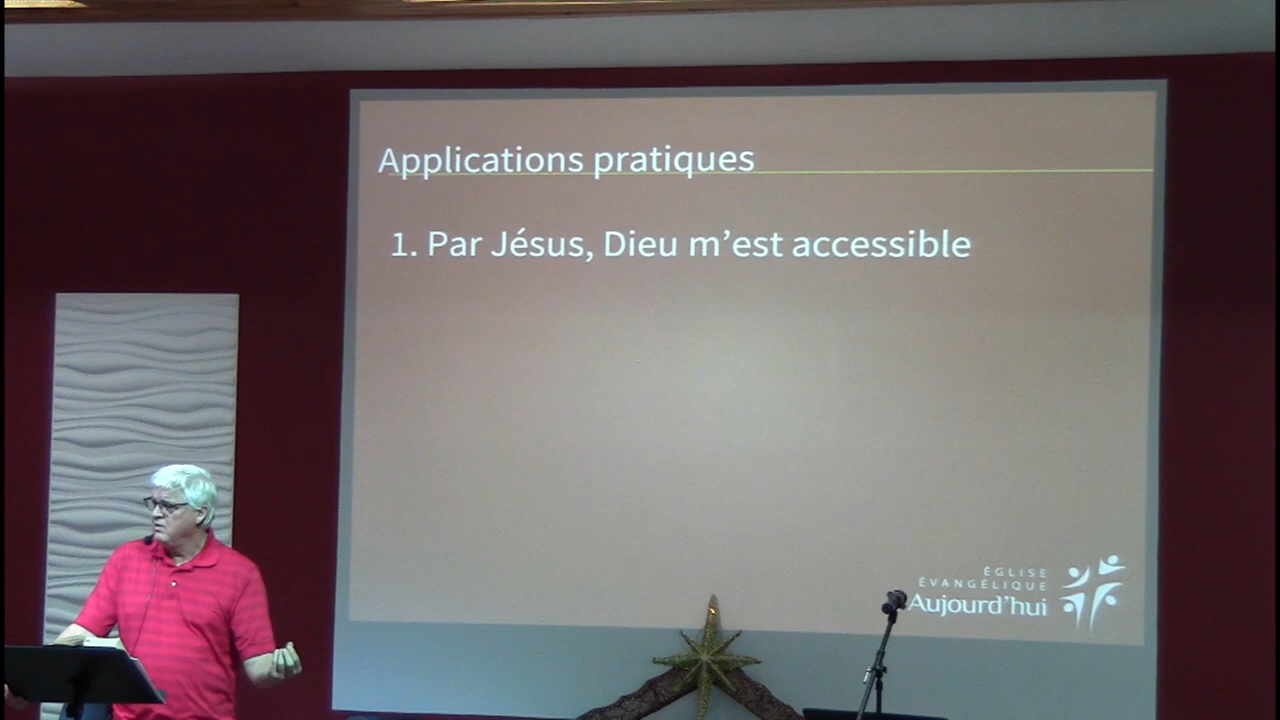 Applications pratiques
1. Par Jésus, Dieu m’est accessible
ÉGLISE
ÉVANGÉLIQUE
Aujourd’hui